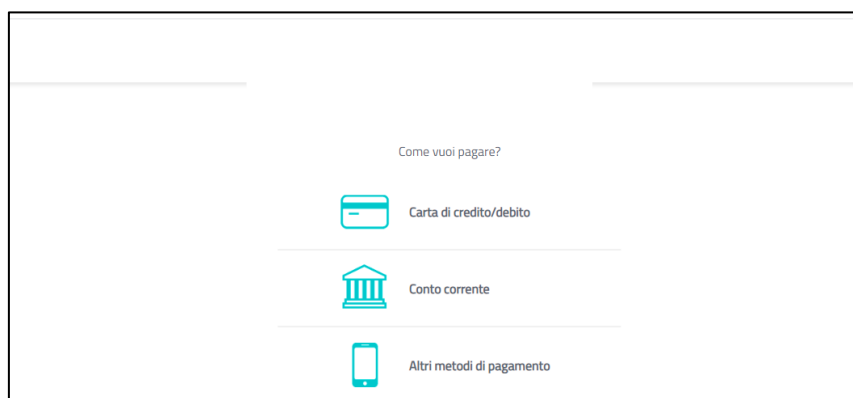 Come vuoi pagare?
Carta di credito/debito
Conto corrente
Altri metodi di pagamento